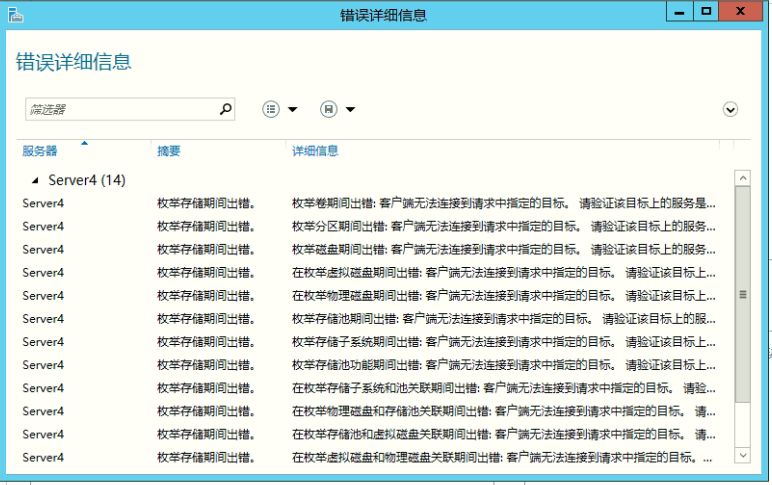 错误详细信息
错误详细信息
筛选器
服务器 摘要 详细信息
Server4 (14)
Server4 枚举存储期间出错。 枚举卷期间出错: 客户端无法连接到请求中指定的目标。 请验证该目标上的服务是...
Server4 枚举存储期间出错。 枚举分区期间出错: 客户端无法连接到请求中指定的目标。 请验证该目标上的服务...
Server4 枚举存储期间出错。 枚举磁盘期间出错: 客户端无法连接到请求中指定的目标。 请验证该目标上的服务...
Server4 枚举存储期间出错。 在枚举虚拟磁盘期间出错: 客户端无法连接到请求中指定的目标。 请验证该目标上...
Server4 枚举存储期间出错。 在枚举物理磁盘期间出错: 客户端无法连接到请求中指定的目标。 请验证该目标上...
Server4 枚举存储期间出错。 枚举存储池期间出错: 客户端无法连接到请求中指定的目标。 请验证该目标上的服...
Server4 枚举存储期间出错。 枚举存储子系统期间出错: 客户端无法连接到请求中指定的目标。 请验证该目标上...
Server4 枚举存储期间出错。 枚举存储池功能期间出错: 客户端无法连接到请求中指定的目标。 请验证该目标上...
Server4 枚举存储期间出错。 在枚举存储子系统和池关联期间出错: 客户端无法连接到请求中指定的目标。 请验...
Server4 枚举存储期间出错。 在枚举物理磁盘和存储池关联期间出错: 客户端无法连接到请求中指定的目标。 请...
Server4 枚举存储期间出错。 在枚举存储池和虚拟磁盘关联期间出错: 客户端无法连接到请求中指定的目标。 请...
Server4 枚举存储期间出错。 在枚举虚拟磁盘和物理磁盘关联期间出错: 客户端无法连接到请求中指定的目标。...